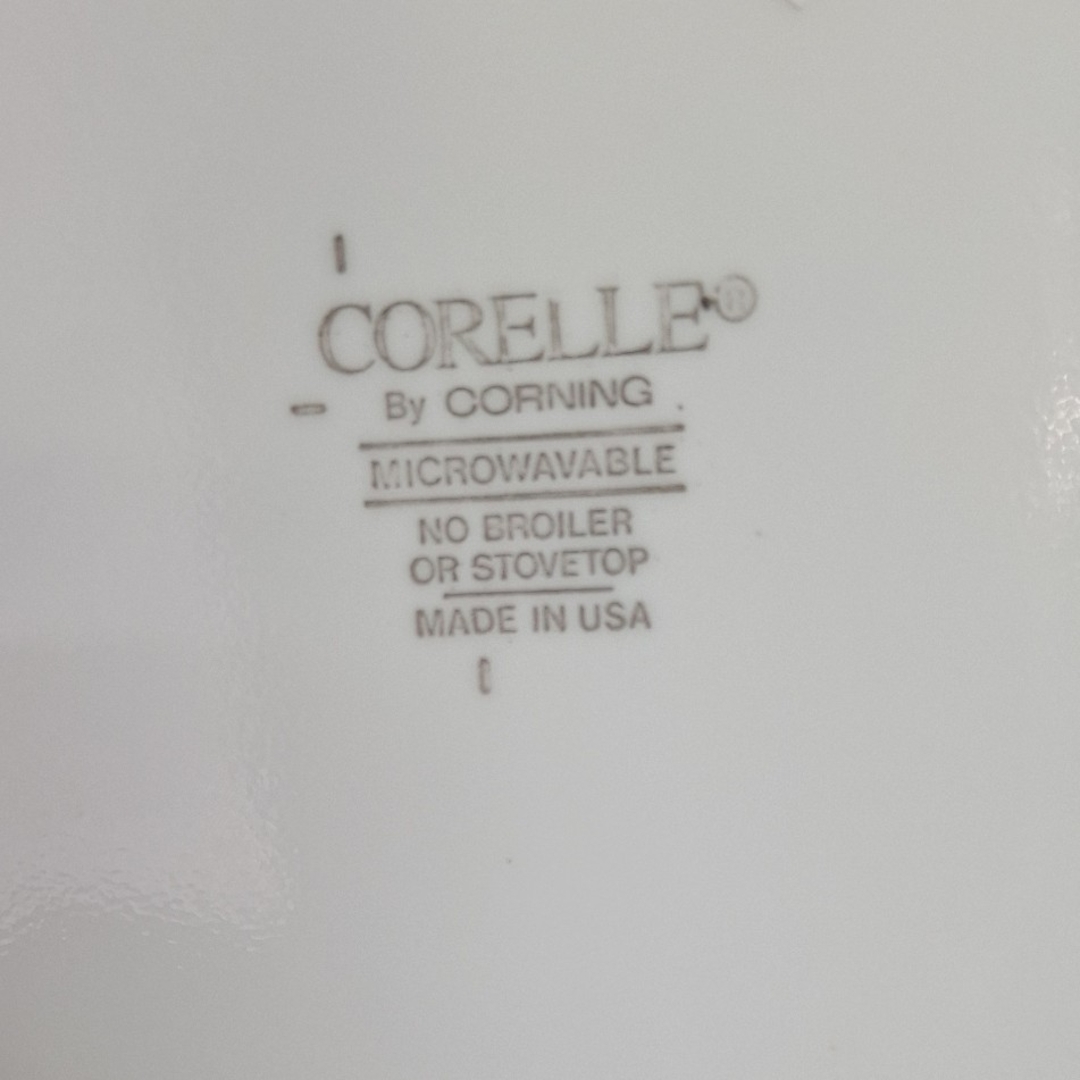 CORELLE®
By CORNING
MICROWAVABLE
NO BROILER
OR STOVETOP
MADE IN USA